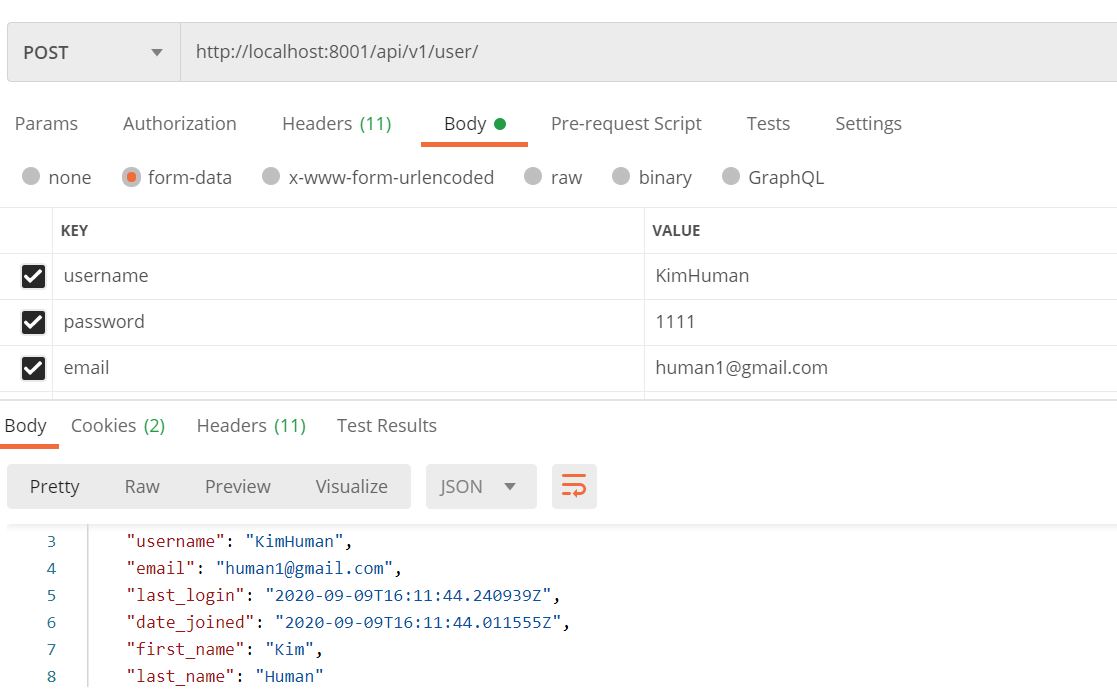 POST http://localhost:8001/api/v1/user/
Params Authorization Headers (11) Body Pre-request Script Tests Settings
none form-data x-www-form-urlencoded raw binary GraphQL
KEY VALUE
username KimHuman
password 1111
email human1@gmail.com
Body Cookies (2) Headers (11) Test Results
Pretty Raw Preview Visualize JSON
3 "username": "KimHuman",
4 "email": "human1@gmail.com",
5 "last_login": "2020-09-09T16:11:44.240939Z",
6 "date_joined": "2020-09-09T16:11:44.011555Z",
7 "first_name": "Kim",
8 "last_name": "Human"